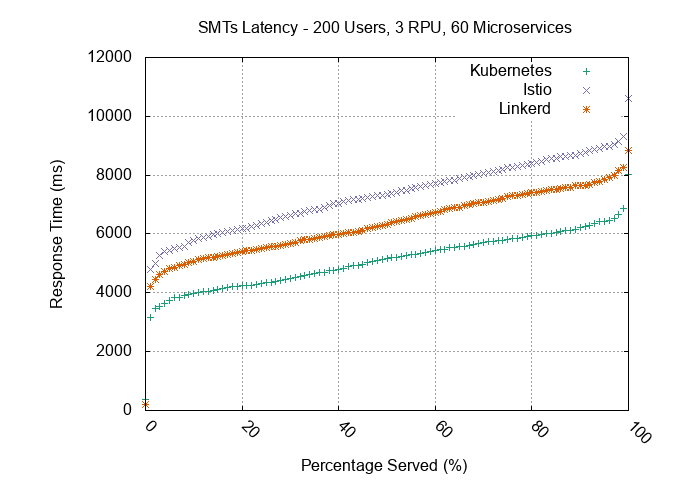 SMTs Latency - 200 Users, 3 RPU, 60 Microservices
12000
10000
8000
6000
4000
2000
0
Response Time (ms)
Kubernetes
Istio
Linkerd
0
20
40
60
80
100
Percentage Served (%)